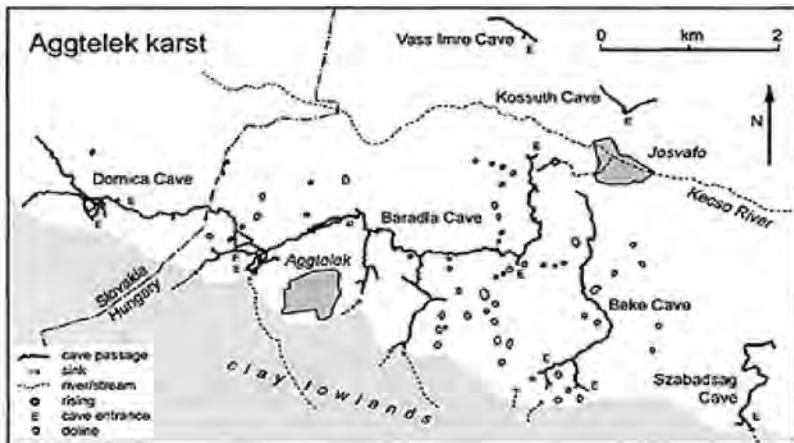 Aggtelek karst
Vass Imre Cave
E
0 km 2
Kossuth Cave
E
N
E
Josvafo
Domica Cave
E
E
Baradla Cave
Kecso River
E
E
Aggtelek
E
Slovakia
Hungary
Beke Cave
cave passage
sink
river/stream
rising
E cave entrance
doline
clay lowlands
E
E
Szabadsag
Cave
E